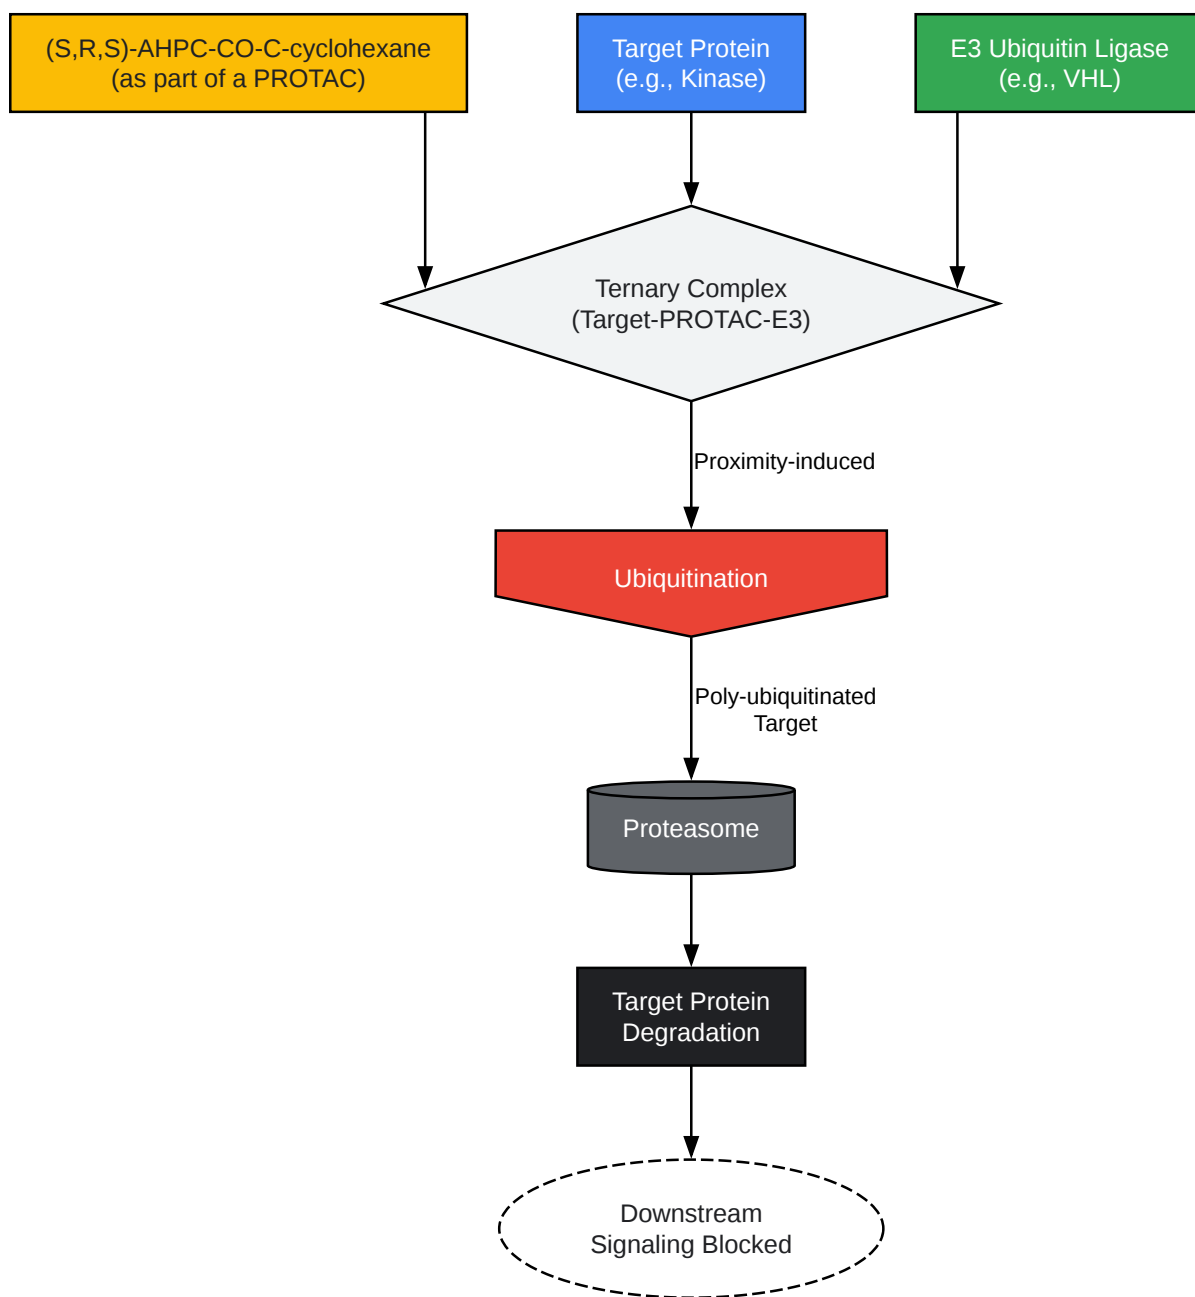 (S,R,S)-AHPC-CO-C-cyclohexane
(as part of a PROTAC)
Target Protein
(e.g., Kinase)
E3 Ubiquitin Ligase
(e.g., VHL)
Ternary Complex
(Target-PROTAC-E3)
Proximity-induced
Ubiquitination
Poly-ubiquitinated
Target
Proteasome
Target Protein
Degradation
Downstream
Signaling Blocked